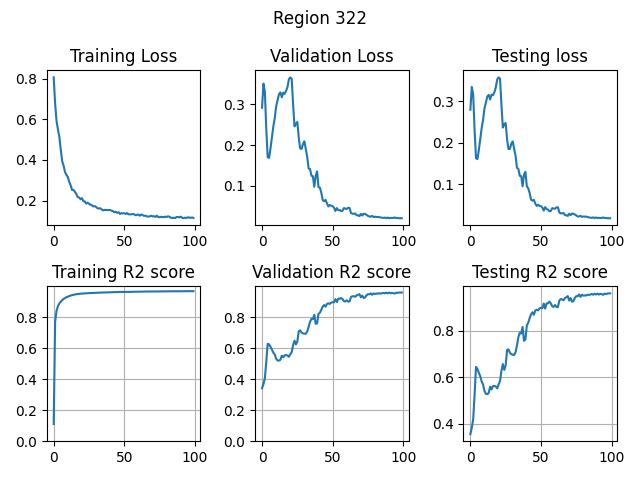 Region 322
Training Loss
Validation Loss
Testing loss
0.8
0.6
0.4
0.2
0 50 100
0.3
0.2
0.1
0 50 100
0.3
0.2
0.1
0 50 100
Training R2 score
Validation R2 score
Testing R2 score
0.8
0.6
0.4
0.2
0.0
0 50 100
0.8
0.6
0.4
0.2
0.0
0 50 100
0.8
0.6
0.4
0 50 100